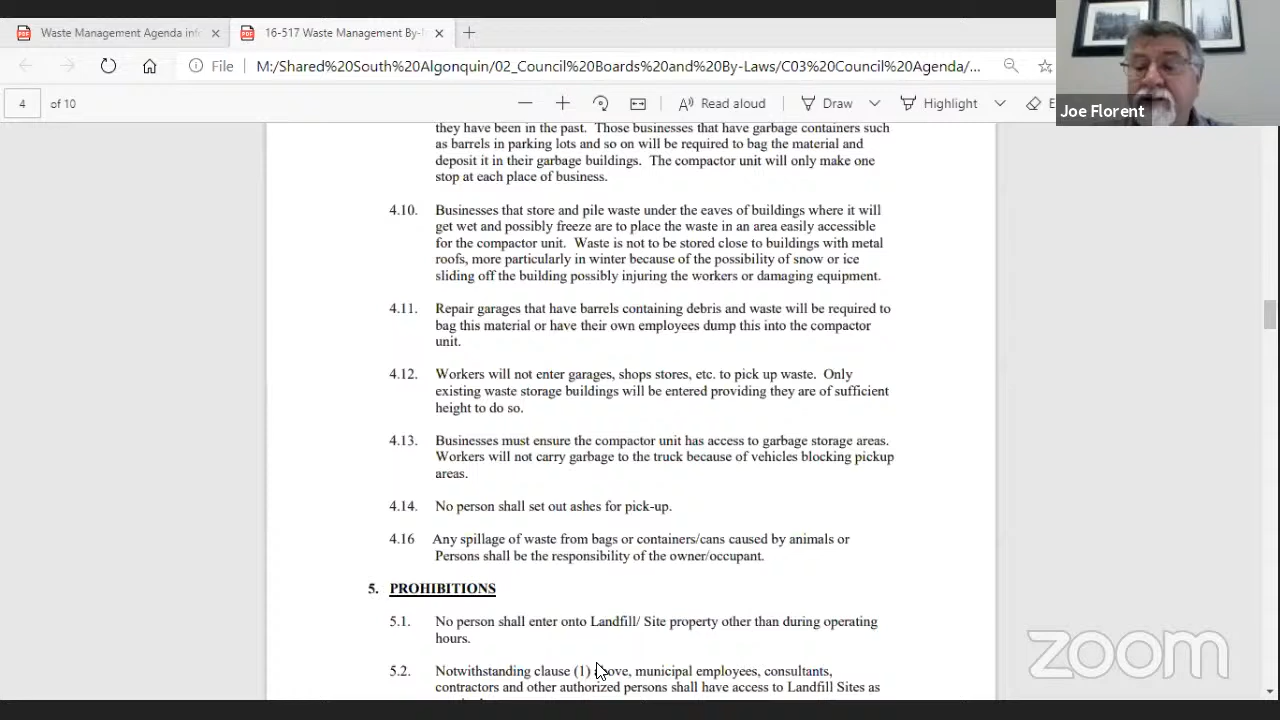 Waste Management Agenda inf
16-517 Waste Management By-l
File
M:/Shared%20South%20Algonquin/02_Council%20Boards%20and%20By-Laws/C03%20Council%20Agenda/...
4 of 10
Read aloud
Draw
Highlight
Joe Florent
they have been in the past. Those businesses that have garbage containers such
as barrels in parking lots and so on will be required to bag the material and
deposit it in their garbage buildings. The compactor unit will only make one
stop at each place of business.
4.10. Businesses that store and pile waste under the eaves of buildings where it will
get wet and possibly freeze are to place the waste in an area easily accessible
for the compactor unit. Waste is not to be stored close to buildings with metal
roofs, more particularly in winter because of the possibility of snow or ice
sliding off the building possibly injuring the workers or damaging equipment.
4.11. Repair garages that have barrels containing debris and waste will be required to
bag this material or have their own employees dump this into the compactor
unit.
4.12. Workers will not enter garages, shops stores, etc. to pick up waste. Only
existing waste storage buildings will be entered providing they are of sufficient
height to do so.
4.13. Businesses must ensure the compactor unit has access to garbage storage areas.
Workers will not carry garbage to the truck because of vehicles blocking pickup
areas.
4.14. No person shall set out ashes for pick-up.
4.16 Any spillage of waste from bags or containers/cans caused by animals or
Persons shall be the responsibility of the owner/occupant.
5. PROHIBITIONS
5.1. No person shall enter onto Landfill/ Site property other than during operating
hours.
5.2. Notwithstanding clause (1) above, municipal employees, consultants,
contractors and other authorized persons shall have access to Landfill Sites as
zoom